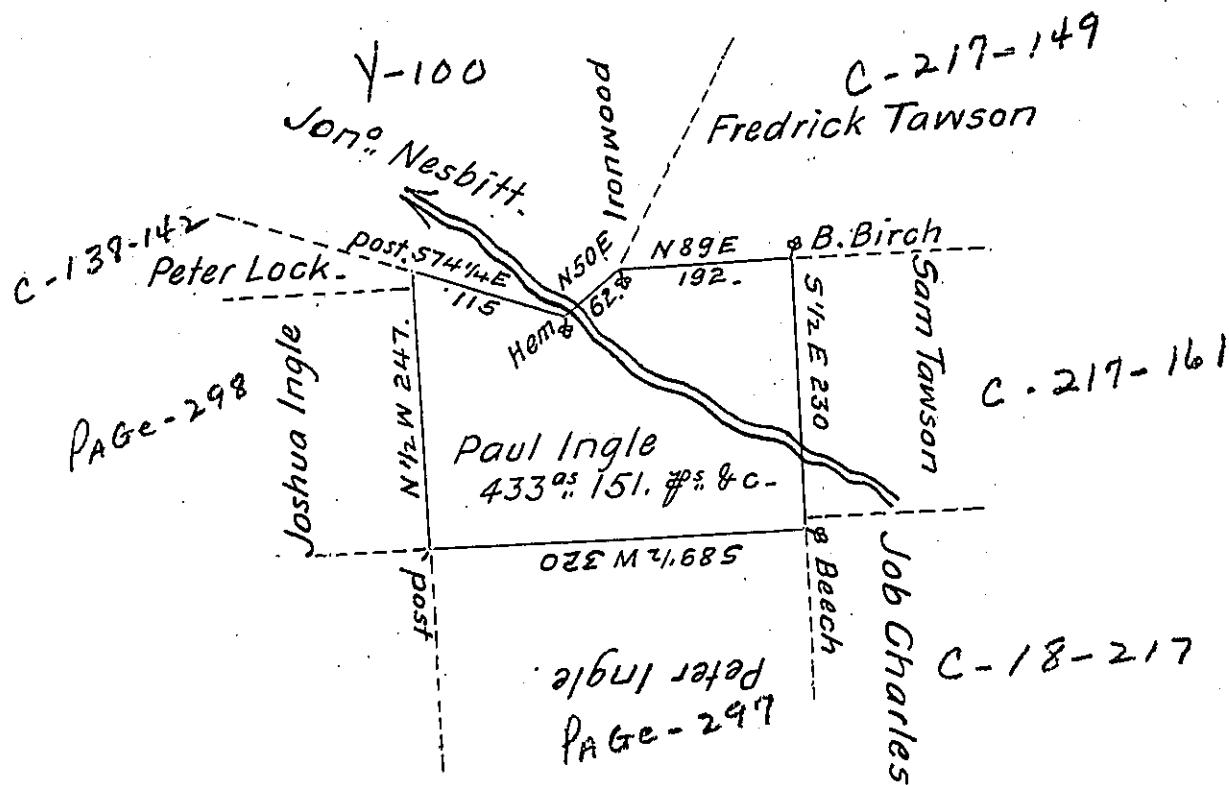 Y-100
C-217-149
Jonº Nesbitt.
Ironwood
Fredrick Tawson
C-138-142
Peter Lock.
post. S74¼E
115
N50E
62.
N89E
192.
B. Birch
Hem
Sam Tawson
S½E 230
C-217-161
PAGe-298
Joshua Ingle
N½W 247.
Paul Ingle
433as 151. ps &c-
S89½W 320
post
Beech
Job Charles
C-18-217
Peter Ingle
PAGe-297